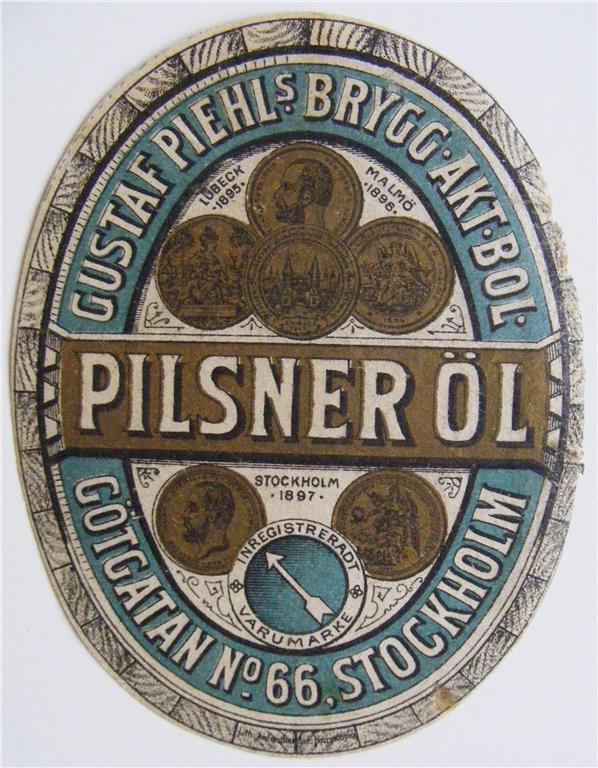 GUSTAF PIEHLS BRYGG·AKT·BOL·
LÜBECK
·1895·
MALMÖ
·1896·
PILSNER ÖL
STOCKHOLM
·1897·
INREGISTRERADT
VARUMÄRKE
GÖTGATAN No 66, STOCKHOLM
Lith.